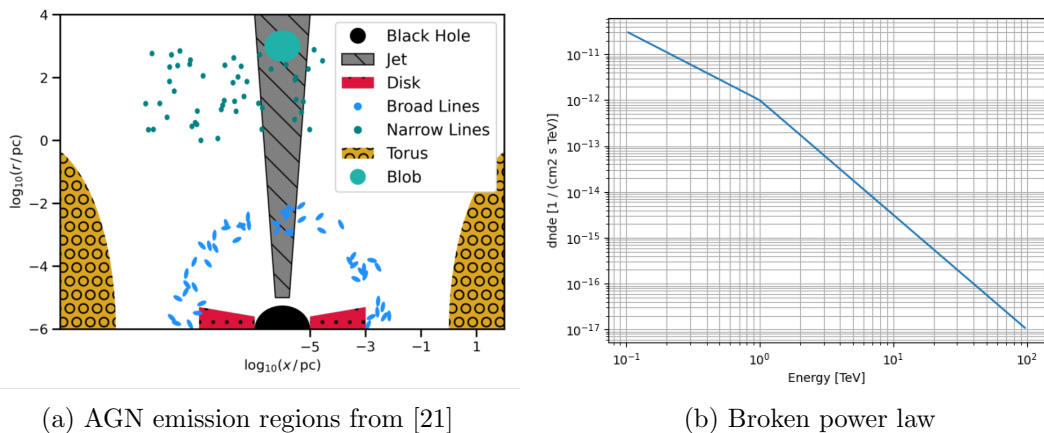 4
2
0
−2
−4
−6
log₁₀(r / pc)
−5
−3
−1
1
log₁₀(x / pc)
Black Hole
Jet
Disk
Broad Lines
Narrow Lines
Torus
Blob
(a) AGN emission regions from [21]
10⁻¹¹
10⁻¹²
10⁻¹³
10⁻¹⁴
10⁻¹⁵
10⁻¹⁶
10⁻¹⁷
dnde [1 / (cm2 s TeV)]
10⁻¹
10⁰
10¹
10²
Energy [TeV]
(b) Broken power law